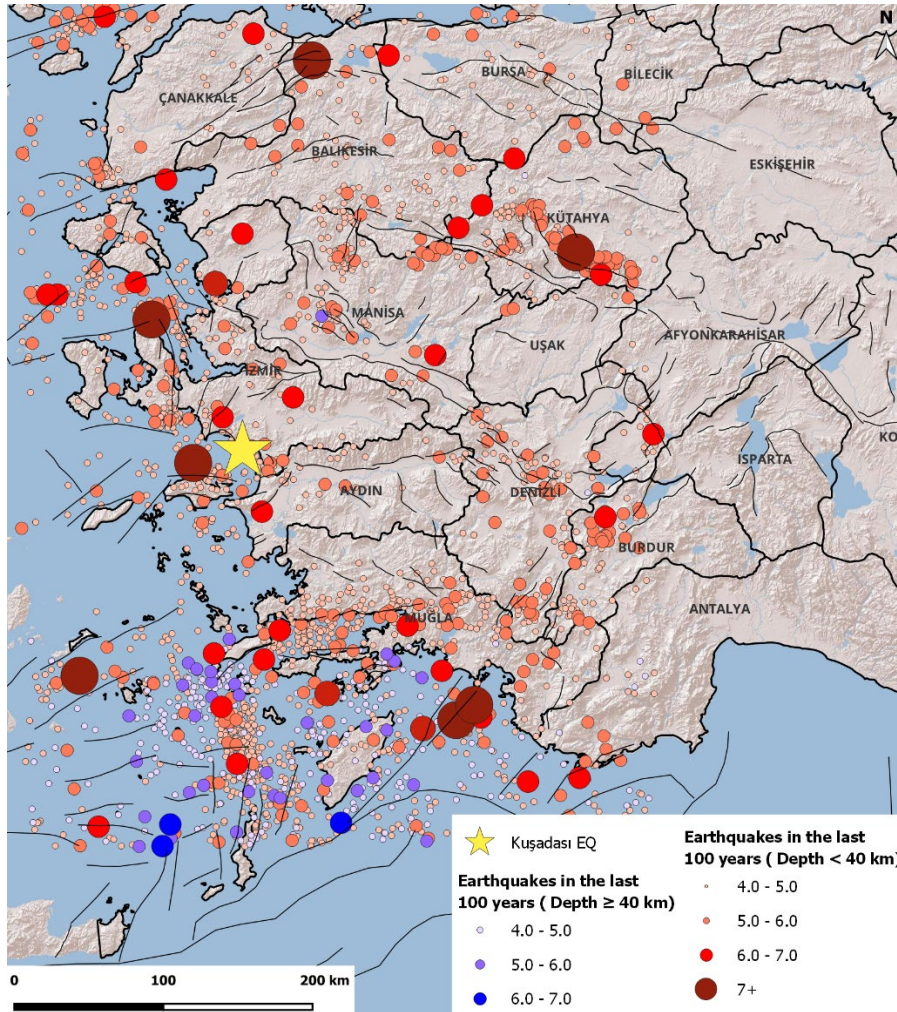 N
ÇANAKKALE
BURSA
BİLECİK
BALIKESİR
ESKİŞEHİR
KÜTAHYA
MANİSA
UŞAK
AFYONKARAHİSAR
İZMİR
KO
AYDIN
DENİZLİ
ISPARTA
BURDUR
MUĞLA
ANTALYA
Kuşadası EQ
Earthquakes in the last
100 years ( Depth ≥ 40 km)
4.0 - 5.0
5.0 - 6.0
6.0 - 7.0
Earthquakes in the last
100 years ( Depth < 40 km)
4.0 - 5.0
5.0 - 6.0
6.0 - 7.0
7+
0 100 200 km